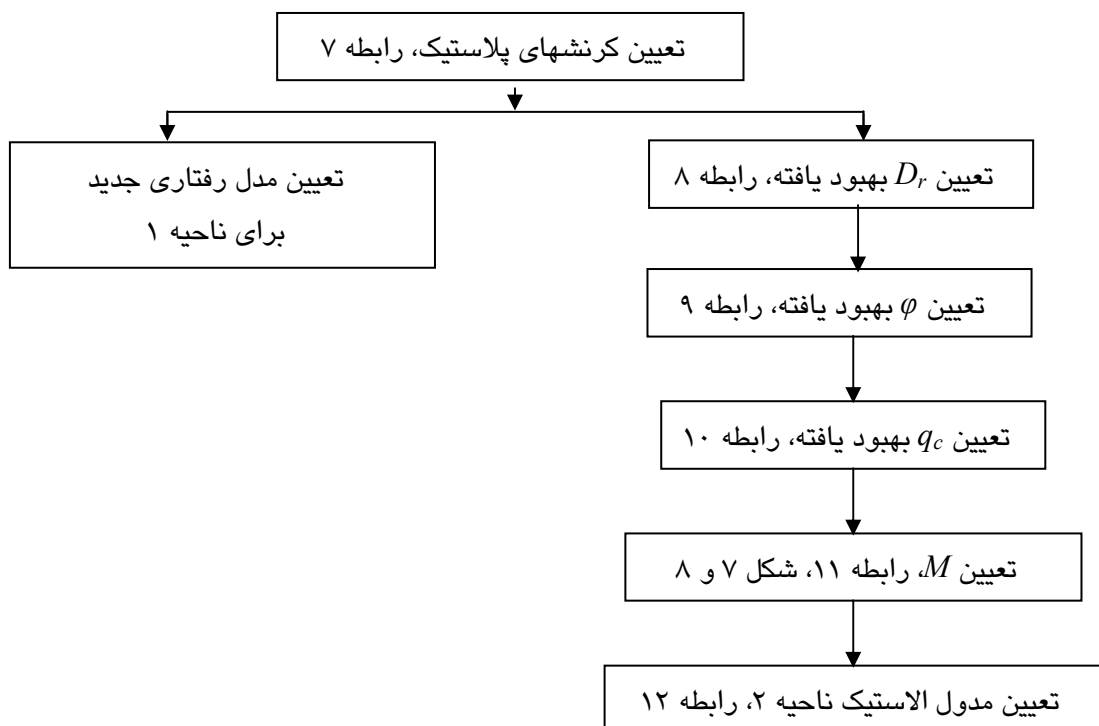 تعیین کرنشهای پلاستیک، رابطه ۷
تعیین مدل رفتاری جدید
برای ناحیه ۱
تعیین Dr بهبود یافته، رابطه ۸
تعیین φ بهبود یافته، رابطه ۹
تعیین qc بهبود یافته، رابطه ۱۰
تعیین M، رابطه ۱۱، شکل ۷ و ۸
تعیین مدول الاستیک ناحیه ۲، رابطه ۱۲